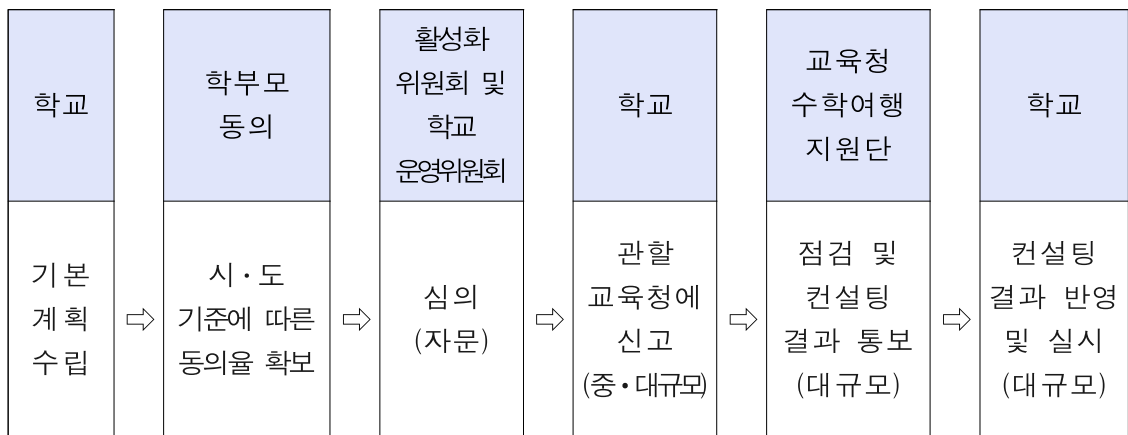 학교
학부모
동의
활성화
위원회 및
학교
운영위원회
학교
교육청
수학여행
지원단
학교
기본
계획
수립
⇨
시·도
기준에 따른
동의율 확보
⇨
심의
(자문)
⇨
관할
교육청에
신고
(중·대규모)
⇨
점검 및
컨설팅
결과 통보
(대규모)
⇨
컨설팅
결과 반영
및 실시
(대규모)